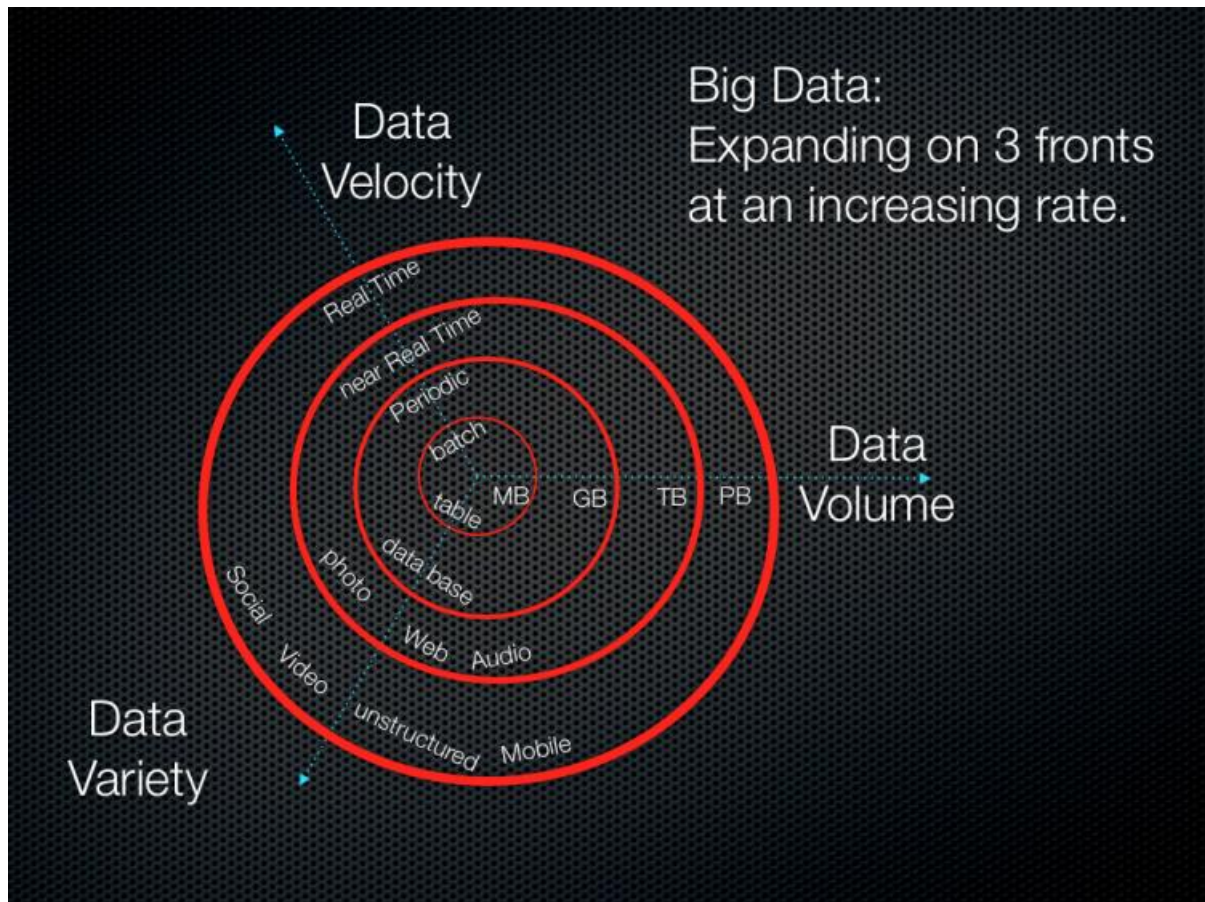 Big Data:
Expanding on 3 fronts
at an increasing rate.
Data
Velocity
Real Time
near Real Time
Periodic
batch
table
MB
GB
TB
PB
Data
Volume
data base
photo
Web
Audio
Social
Video
unstructured
Mobile
Data
Variety